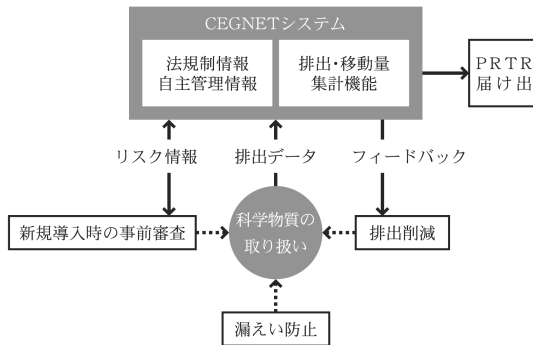 CEGNETシステム
法規制情報
自主管理情報
排出・移動量
集計機能
PRTR
届け出
リスク情報
排出データ
フィードバック
新規導入時の事前審査
科学物質の
取り扱い
排出削減
漏えい防止